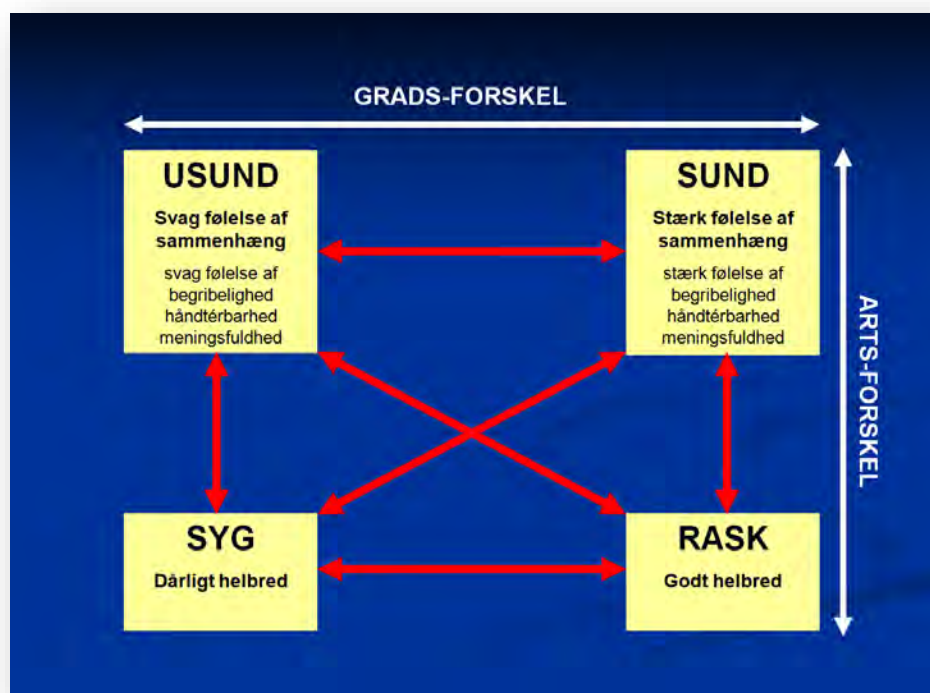 GRADS-FORSKEL
USUND
Svag følelse af
sammenhæng
svag følelse af
begribelighed
håndtérbarhed
meningsfuldhed
SUND
Stærk følelse af
sammenhæng
stærk følelse af
begribelighed
håndtérbarhed
meningsfuldhed
ARTS-FORSKEL
SYG
Dårligt helbred
RASK
Godt helbred